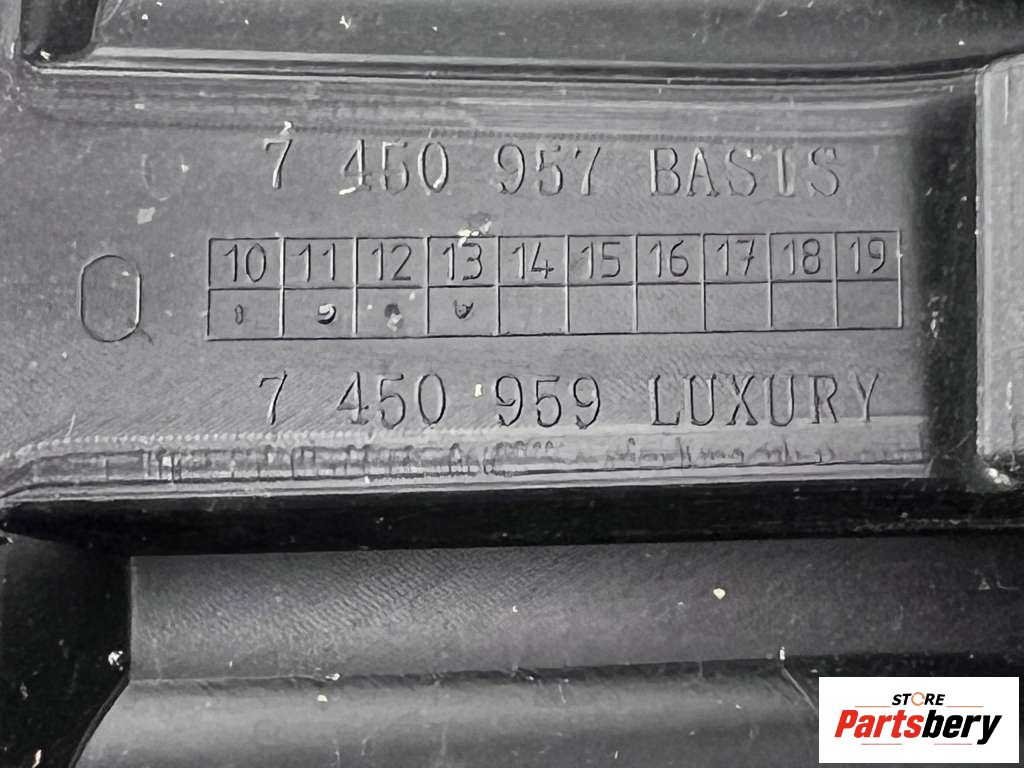 7 450 957 BASIS
10 11 12 13 14 15 16 17 18 19
7 450 959 LUXURY
STORE
Partsbery